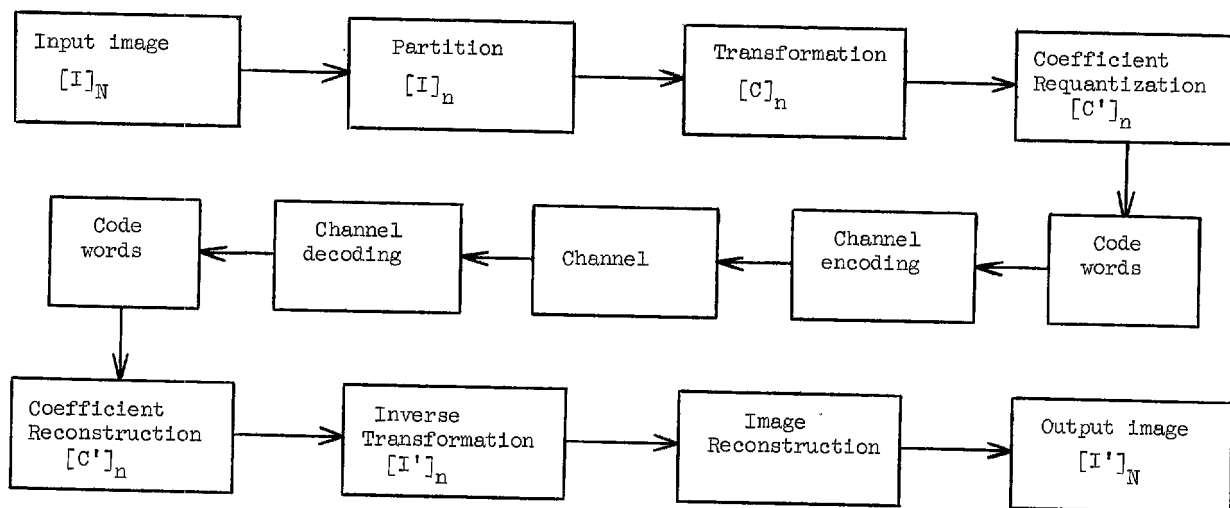 Input image
[I]N
Partition
[I]n
Transformation
[C]n
Coefficient
Requantization
[C']n
Code
words
Channel
decoding
Channel
Channel
encoding
Code
words
Coefficient
Reconstruction
[C']n
Inverse
Transformation
[I']n
Image
Reconstruction
Output image
[I']N